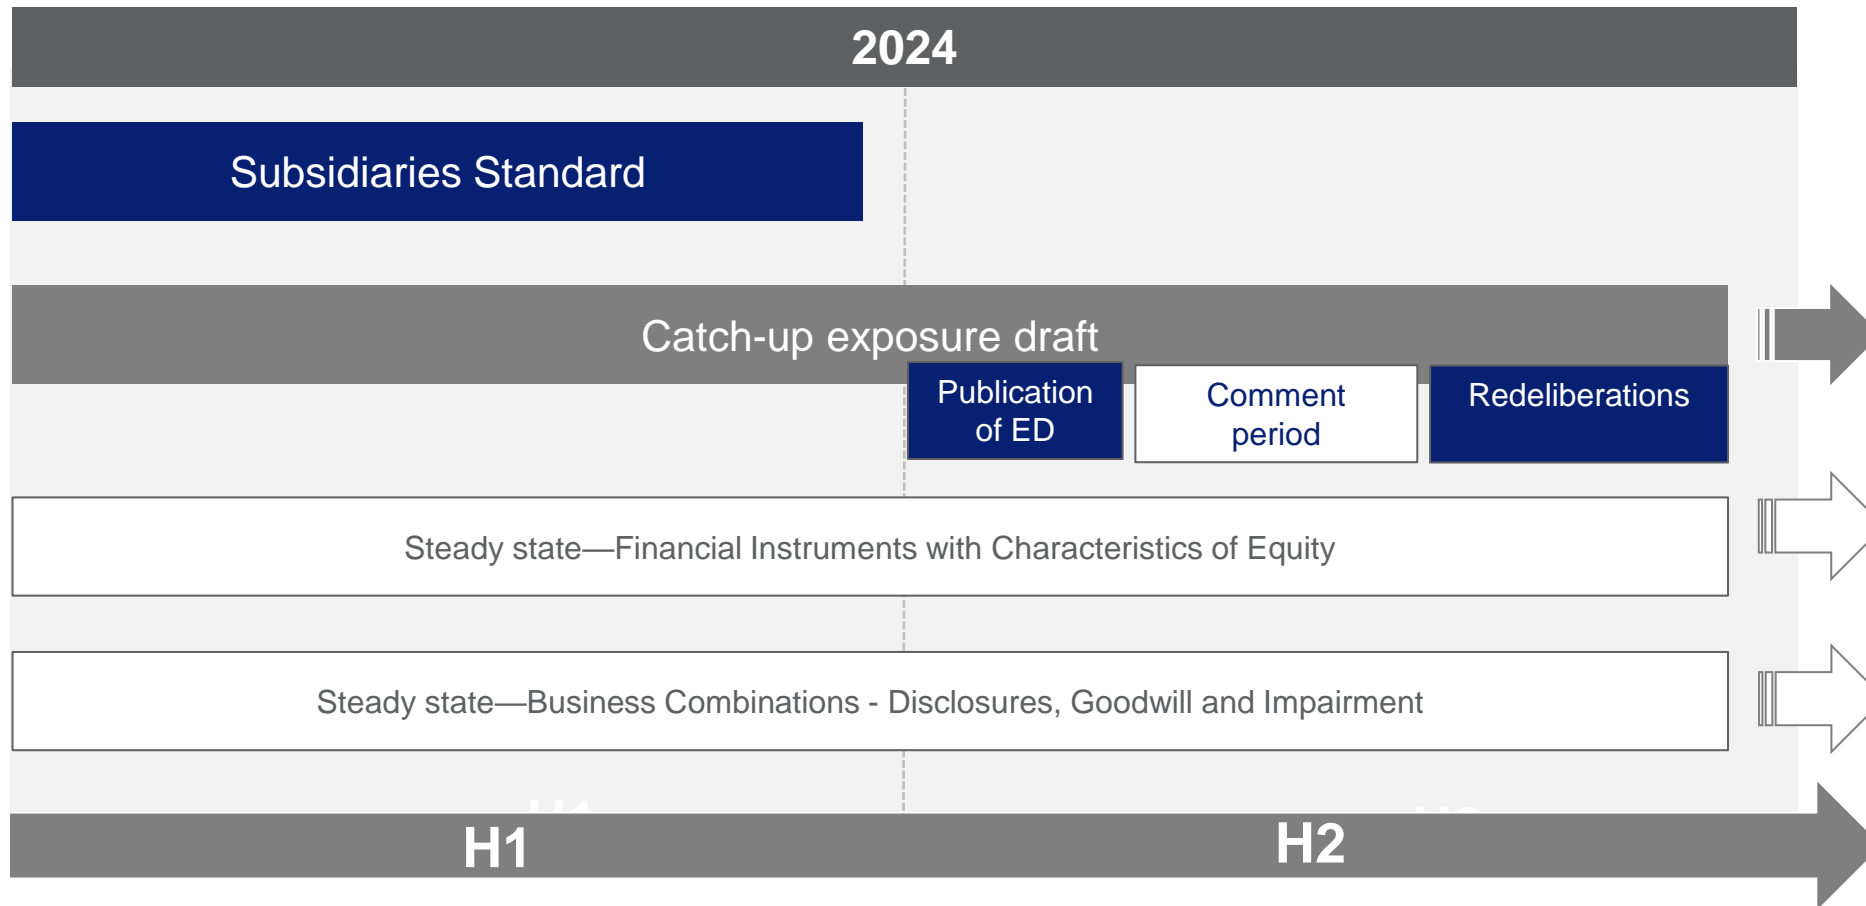 2024
Subsidiaries Standard
Catch-up exposure draft
Publication
of ED
Comment
period
Redeliberations
Steady state—Financial Instruments with Characteristics of Equity
Steady state—Business Combinations - Disclosures, Goodwill and Impairment
H1
H2